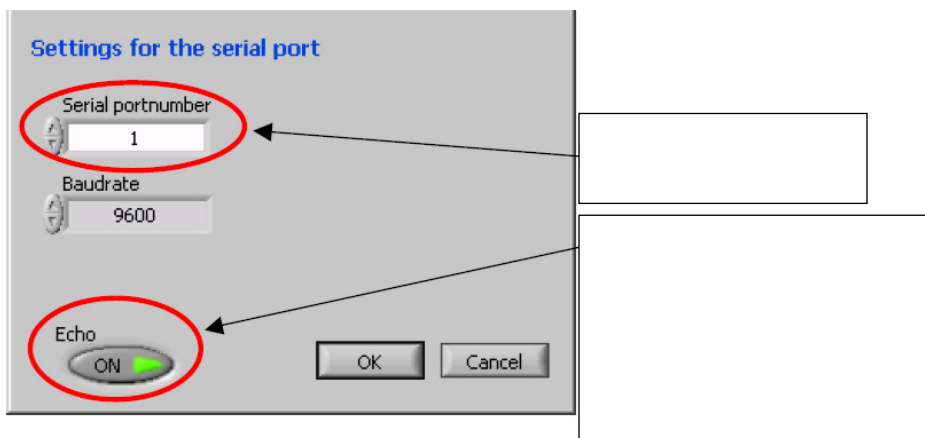 Settings for the serial port
Serial portnumber
1
Baudrate
9600
Echo
ON
OK
Cancel